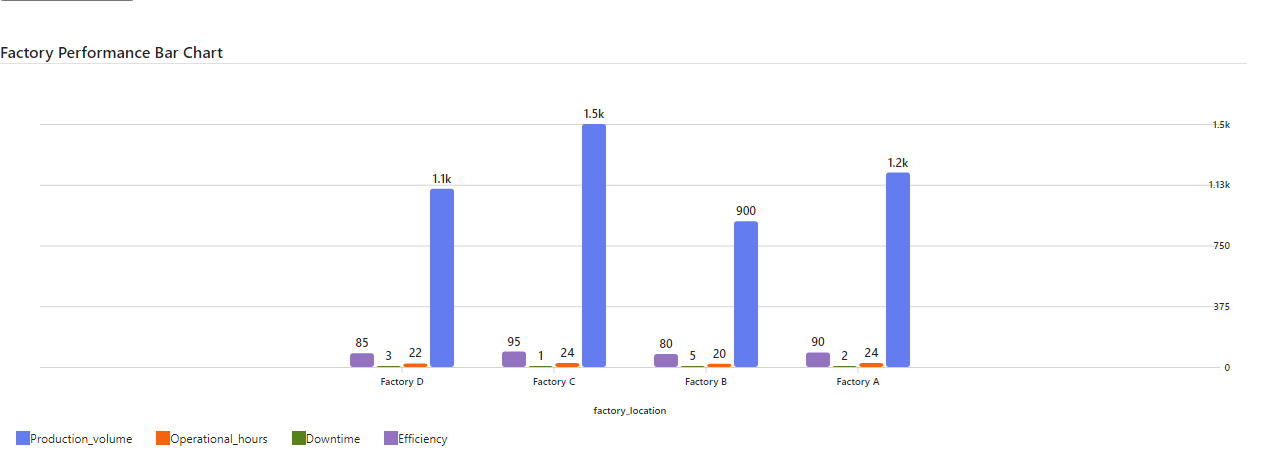 Factory Performance Bar Chart
1.5k
1.5k
1.2k
1.1k
1.13k
900
750
375
85 3 22 95 1 24 80 5 20 90 2 24
0
Factory D Factory C Factory B Factory A
factory_location
Production_volume Operational_hours Downtime Efficiency